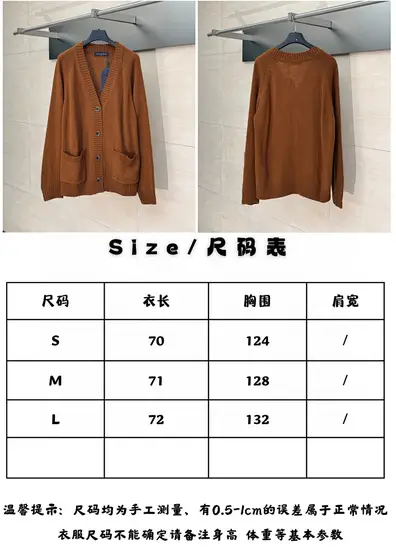 Size/尺码表
尺码 衣长 胸围 肩宽
S 70 124 /
M 71 128 /
L 72 132 /
温馨提示：尺码均为手工测量、有0.5-1cm的误差属于正常情况
衣服尺码不能确定请备注身高 体重等基本参数